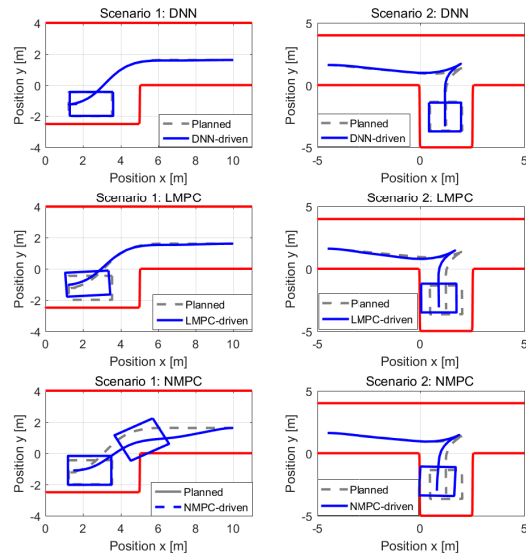 Scenario 1: DNN
Position y [m]
4
2
0
-2
-4
0 2 4 6 8 10
Position x [m]
Planned
DNN-driven
Scenario 2: DNN
Position y [m]
5
0
-5
-5 0 5
Position x [m]
Planned
DNN-driven
Scenario 1: LMPC
Position y [m]
4
2
0
-2
-4
0 2 4 6 8 10
Position x [m]
Planned
LMPC-driven
Scenario 2: LMPC
Position y [m]
5
0
-5
-5 0 5
Position x [m]
Planned
LMPC-driven
Scenario 1: NMPC
Position y [m]
4
2
0
-2
-4
0 2 4 6 8 10
Position x [m]
Planned
NMPC-driven
Scenario 2: NMPC
Position y [m]
5
0
-5
-5 0 5
Position x [m]
Planned
NMPC-driven